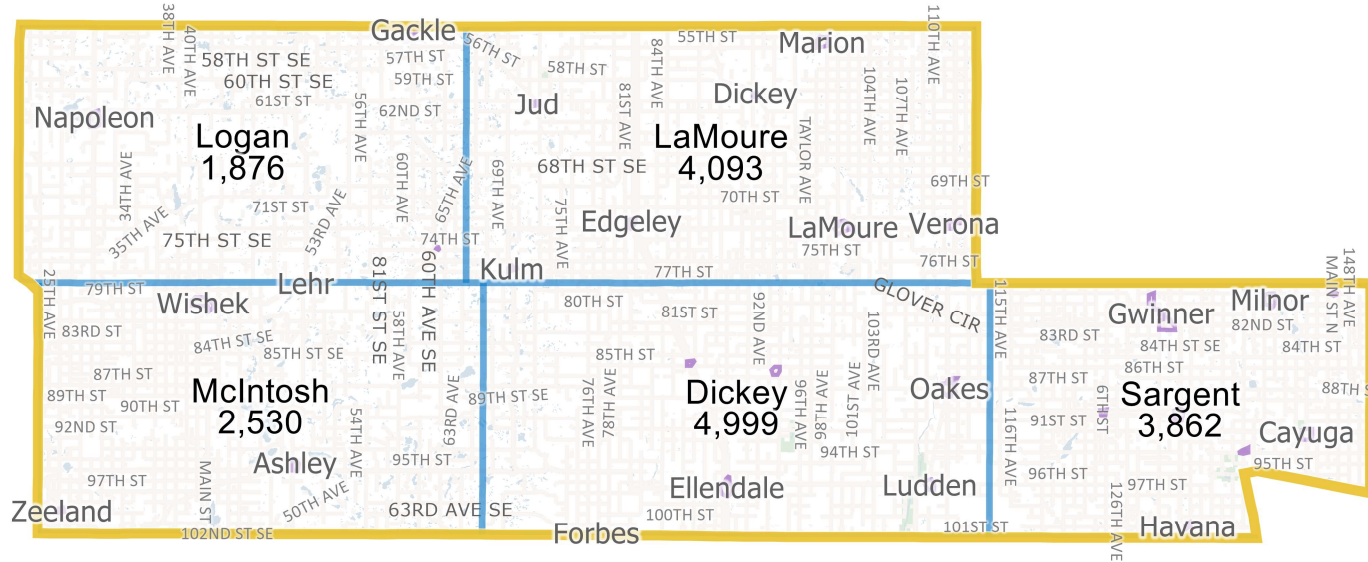 38TH AVE
40TH AVE
Gackle
56TH ST
55TH ST
84TH AVE
Marion
110TH AVE
58TH ST SE
57TH ST
60TH ST SE
59TH ST
58TH ST
61ST ST
62ND ST
56TH AVE
Jud
81ST AVE
Dickey
104TH AVE
107TH AVE
Napoleon
Logan
1,876
LaMoure
4,093
TAYLOR AVE
34TH AVE
60TH AVE
65TH AVE
69TH AVE
68TH ST SE
70TH ST
69TH ST
35TH AVE
71ST ST
53RD AVE
75TH AVE
Edgeley
LaMoure
Verona
75TH ST SE
74TH ST
75TH ST
76TH ST
25TH AVE
79TH ST
Lehr
81ST ST SE
60TH AVE SE
Kulm
77TH ST
GLOVER CIR
115TH AVE
148TH AVE
MAIN ST N
Wishek
80TH ST
81ST ST
92ND AVE
Gwinner
Milnor
83RD ST
84TH ST SE
85TH ST SE
58TH AVE
85TH ST
103RD AVE
83RD ST
82ND ST
84TH ST SE
84TH ST
86TH ST
87TH ST
89TH ST
90TH ST
McIntosh
2,530
63RD AVE
89TH ST SE
76TH AVE
78TH AVE
Dickey
4,999
96TH AVE
98TH AVE
101ST AVE
Oakes
87TH ST
88TH S
6TH ST
Sargent
3,862
92ND ST
54TH AVE
91ST ST
116TH AVE
Cayuga
Ashley
95TH ST
94TH ST
95TH ST
97TH ST
MAIN ST
50TH AVE
Ellendale
Ludden
96TH ST
97TH ST
126TH AVE
Zeeland
63RD AVE SE
100TH ST
101ST ST
Havana
102ND ST SE
Forbes